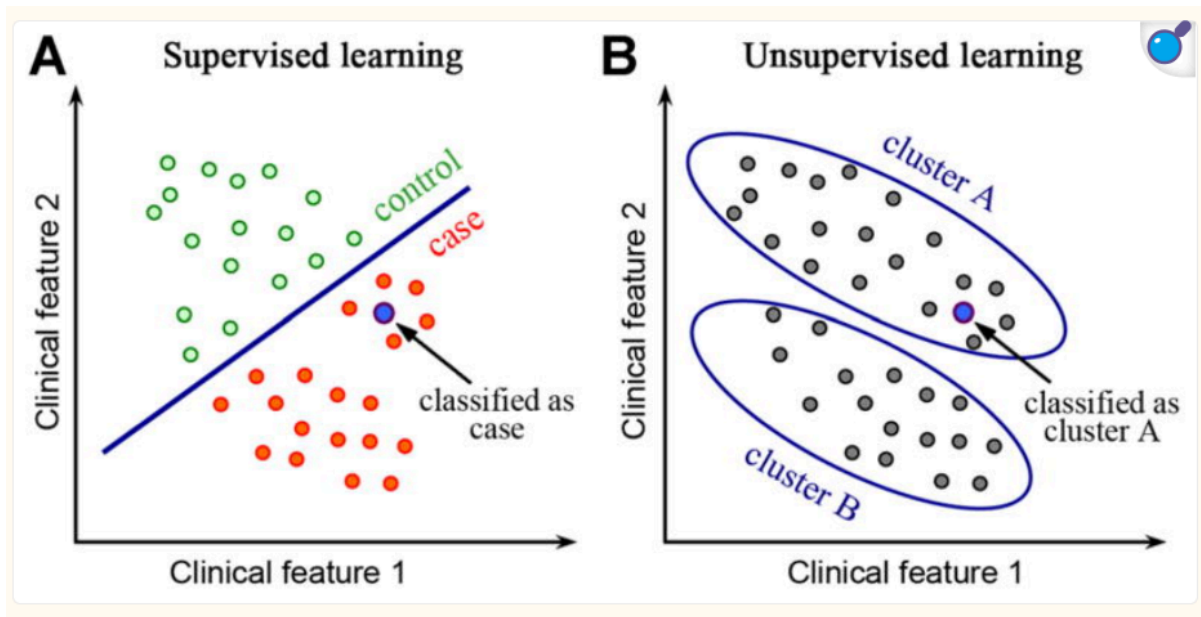 A
Supervised learning
Clinical feature 2
control
case
classified as
case
Clinical feature 1
B
Unsupervised learning
Clinical feature 2
cluster A
classified as
cluster A
cluster B
Clinical feature 1